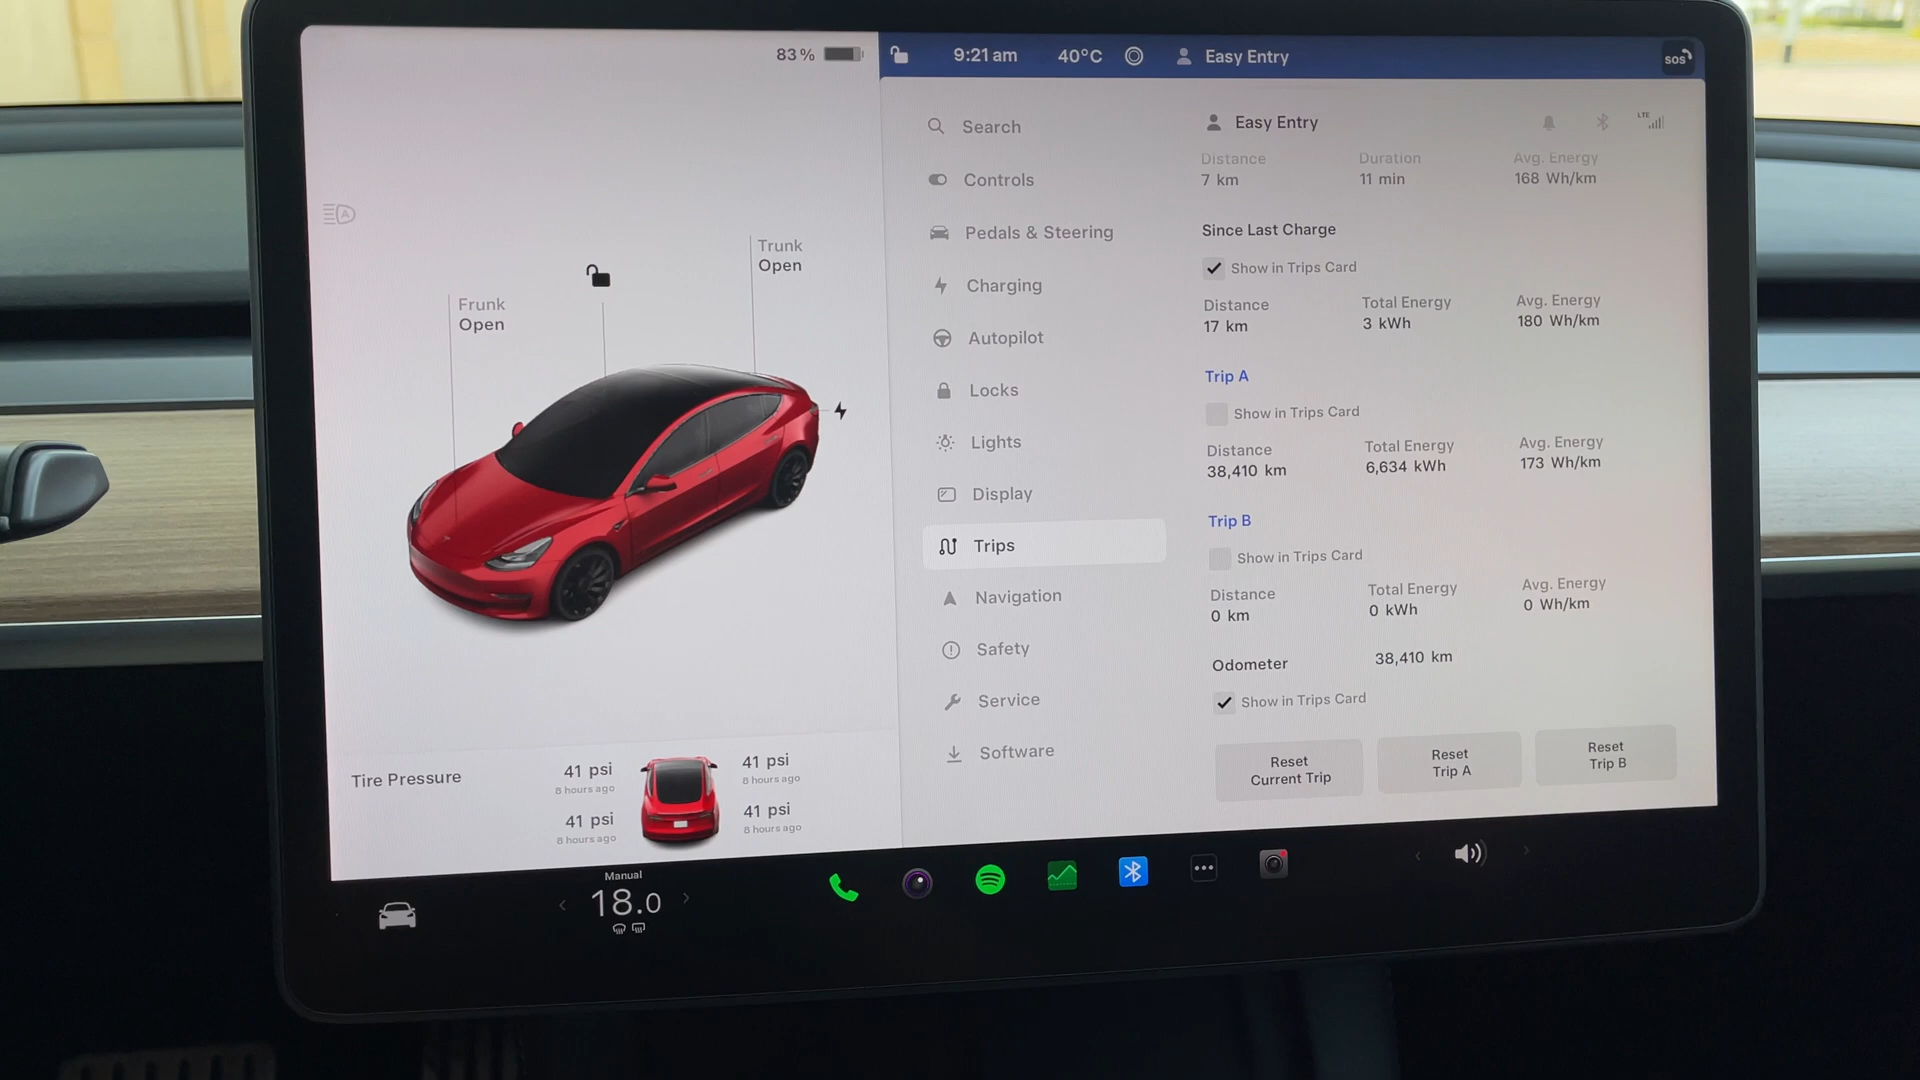 83 %
9:21 am
40°C
Easy Entry
SOS
Trunk
Open
Frunk
Open
Tire Pressure
41 psi
8 hours ago
41 psi
8 hours ago
41 psi
8 hours ago
41 psi
8 hours ago
Search
Controls
Pedals & Steering
Charging
Autopilot
Locks
Lights
Display
Trips
Navigation
Safety
Service
Software
Easy Entry
LTE
Distance Duration Avg. Energy
7 km 11 min 168 Wh/km
Since Last Charge
Show in Trips Card
Distance Total Energy Avg. Energy
17 km 3 kWh 180 Wh/km
Trip A
Show in Trips Card
Distance Total Energy Avg. Energy
38,410 km 6,634 kWh 173 Wh/km
Trip B
Show in Trips Card
Distance Total Energy Avg. Energy
0 km 0 kWh 0 Wh/km
Odometer 38,410 km
Show in Trips Card
Reset
Current Trip
Reset
Trip A
Reset
Trip B
Manual
18.0